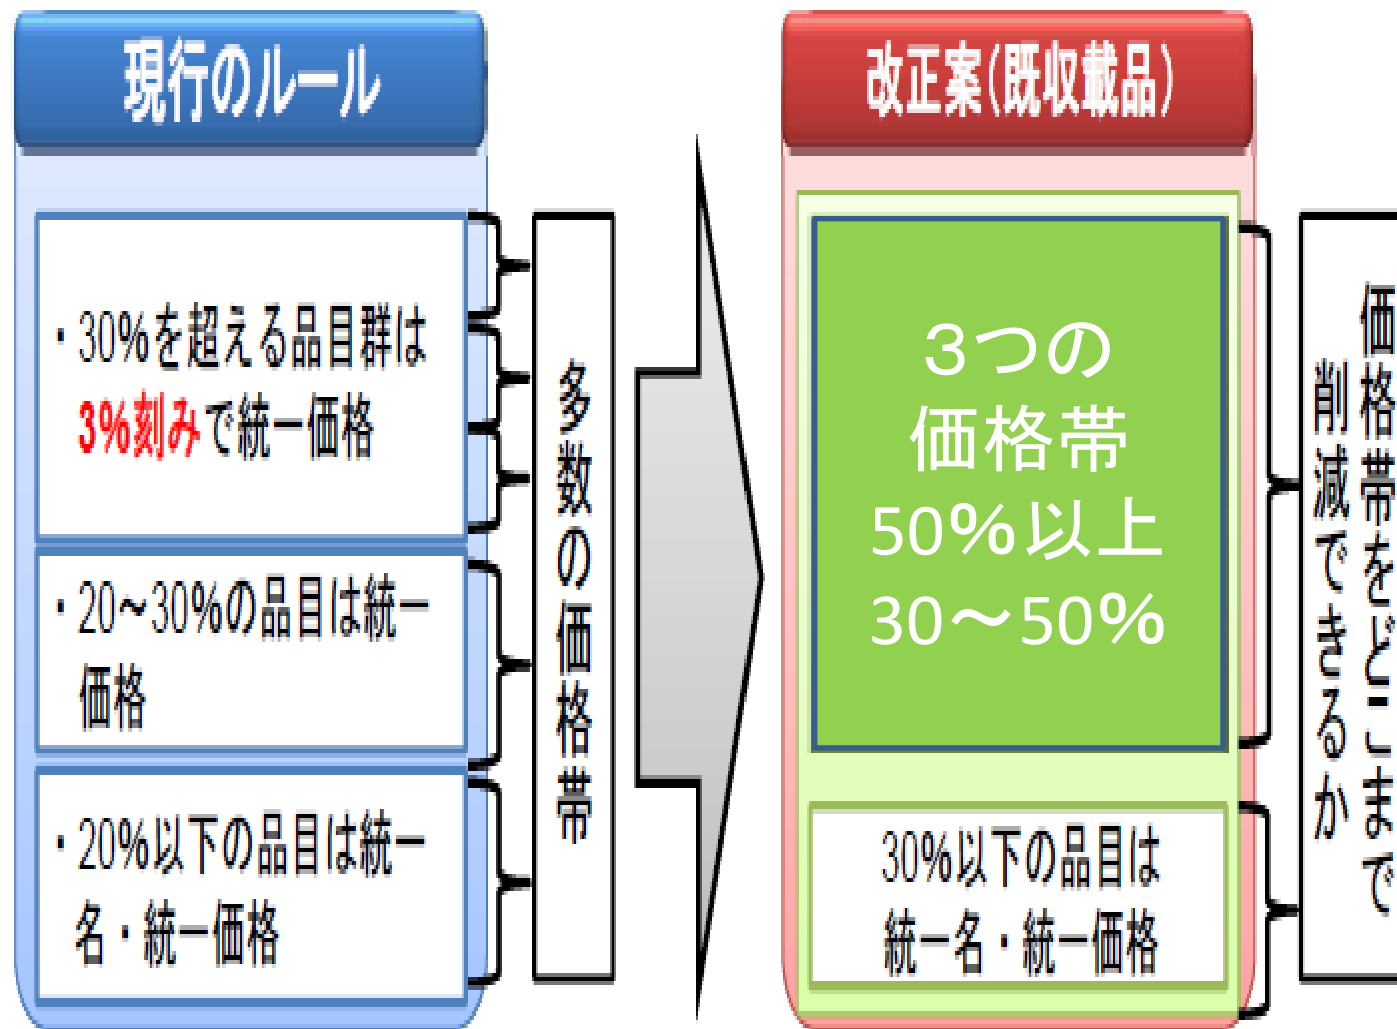 現行のルール
・30%を超える品目群は
3%刻みで統一価格
・20～30%の品目は統一
価格
・20%以下の品目は統一
名・統一価格
多数の価格帯
改正案(既収載品)
３つの
価格帯
50%以上
30～50%
30%以下の品目は
統一名・統一価格
価格帯をどこまで
削減できるか